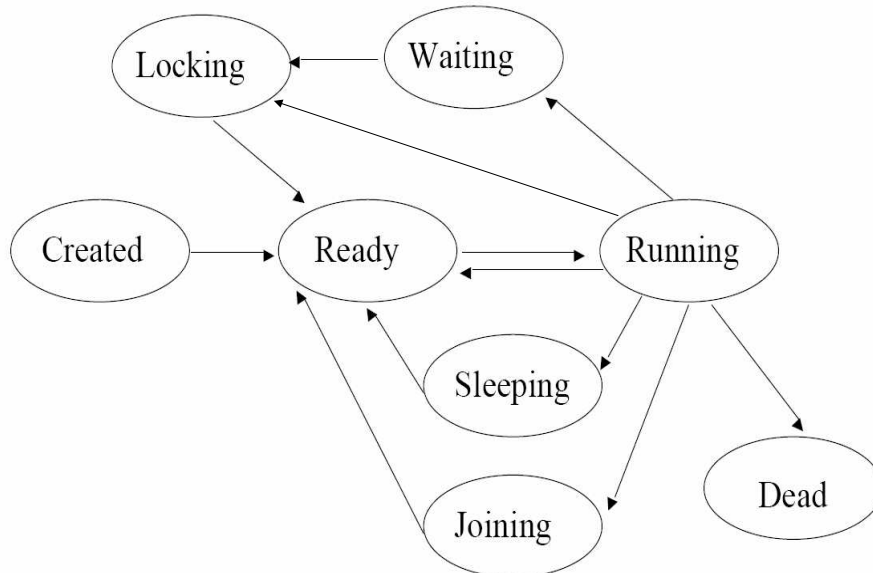 Locking
Waiting
Created
Ready
Running
Sleeping
Joining
Dead